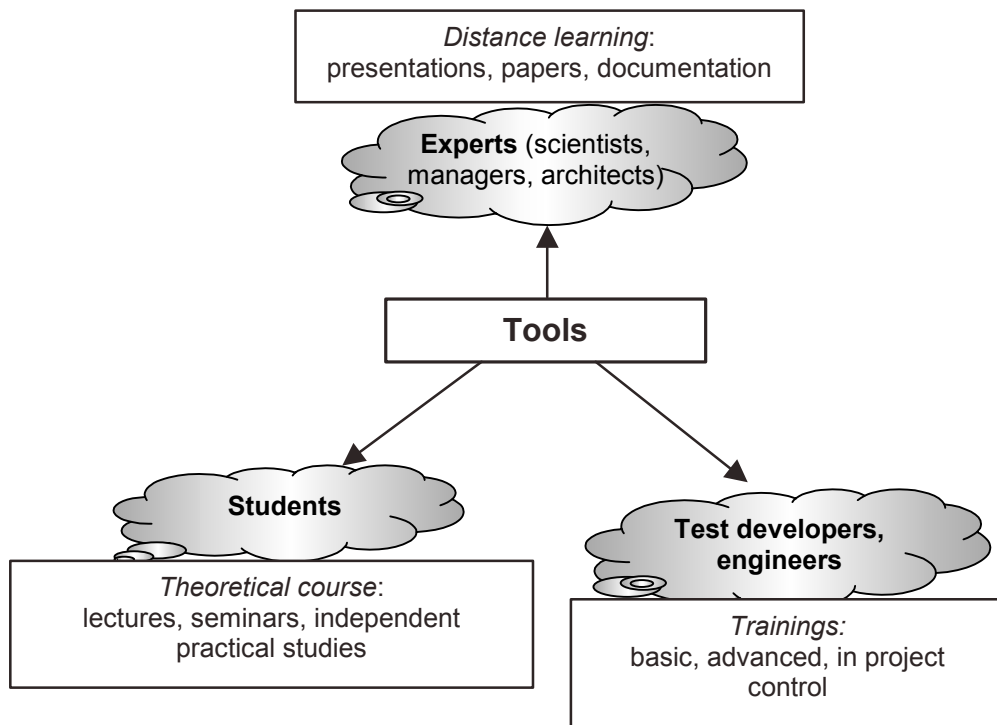 Distance learning:
presentations, papers, documentation
Experts (scientists,
managers, architects)
Tools
Students
Theoretical course:
lectures, seminars, independent
practical studies
Test developers,
engineers
Trainings:
basic, advanced, in project
control